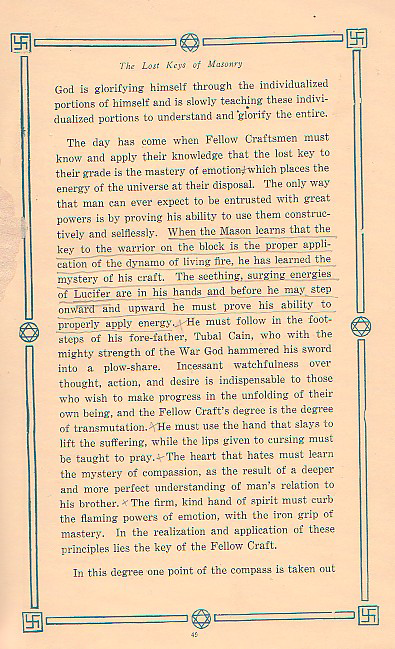 The Lost Keys of Masonry
God is glorifying himself through the individualized
portions of himself and is slowly teaching these indivi-
dualized portions to understand and glorify the entire.
The day has come when Fellow Craftsmen must
know and apply their knowledge that the lost key to
their grade is the mastery of emotion, which places the
energy of the universe at their disposal. The only way
that man can ever expect to be entrusted with great
powers is by proving his ability to use them construc-
tively and selflessly. When the Mason learns that the
key to the warrior on the block is the proper appli-
cation of the dynamo of living fire, he has learned the
mystery of his craft. The seething, surging energies
of Lucifer are in his hands and before he may step
onward and upward he must prove his ability to
properly apply energy. He must follow in the foot-
steps of his fore-father, Tubal Cain, who with the
mighty strength of the War God hammered his sword
into a plow-share. Incessant watchfulness over
thought, action, and desire is indispensable to those
who wish to make progress in the unfolding of their
own being, and the Fellow Craft's degree is the degree
of transmutation. He must use the hand that slays to
lift the suffering, while the lips given to cursing must
be taught to pray. The heart that hates must learn
the mystery of compassion, as the result of a deeper
and more perfect understanding of man's relation to
his brother. The firm, kind hand of spirit must curb
the flaming powers of emotion, with the iron grip of
mastery. In the realization and application of these
principles lies the key of the Fellow Craft.
In this degree one point of the compass is taken out